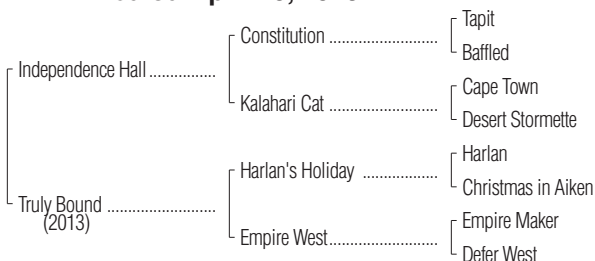 Tapit
Constitution ............................
Baffled
Independence Hall ................
Cape Town
Kalahari Cat ............................
Desert Stormette
Harlan
Harlan's Holiday ...................
Christmas in Aiken
Truly Bound ............................
(2013)
Empire Maker
Empire West ............................
Defer West